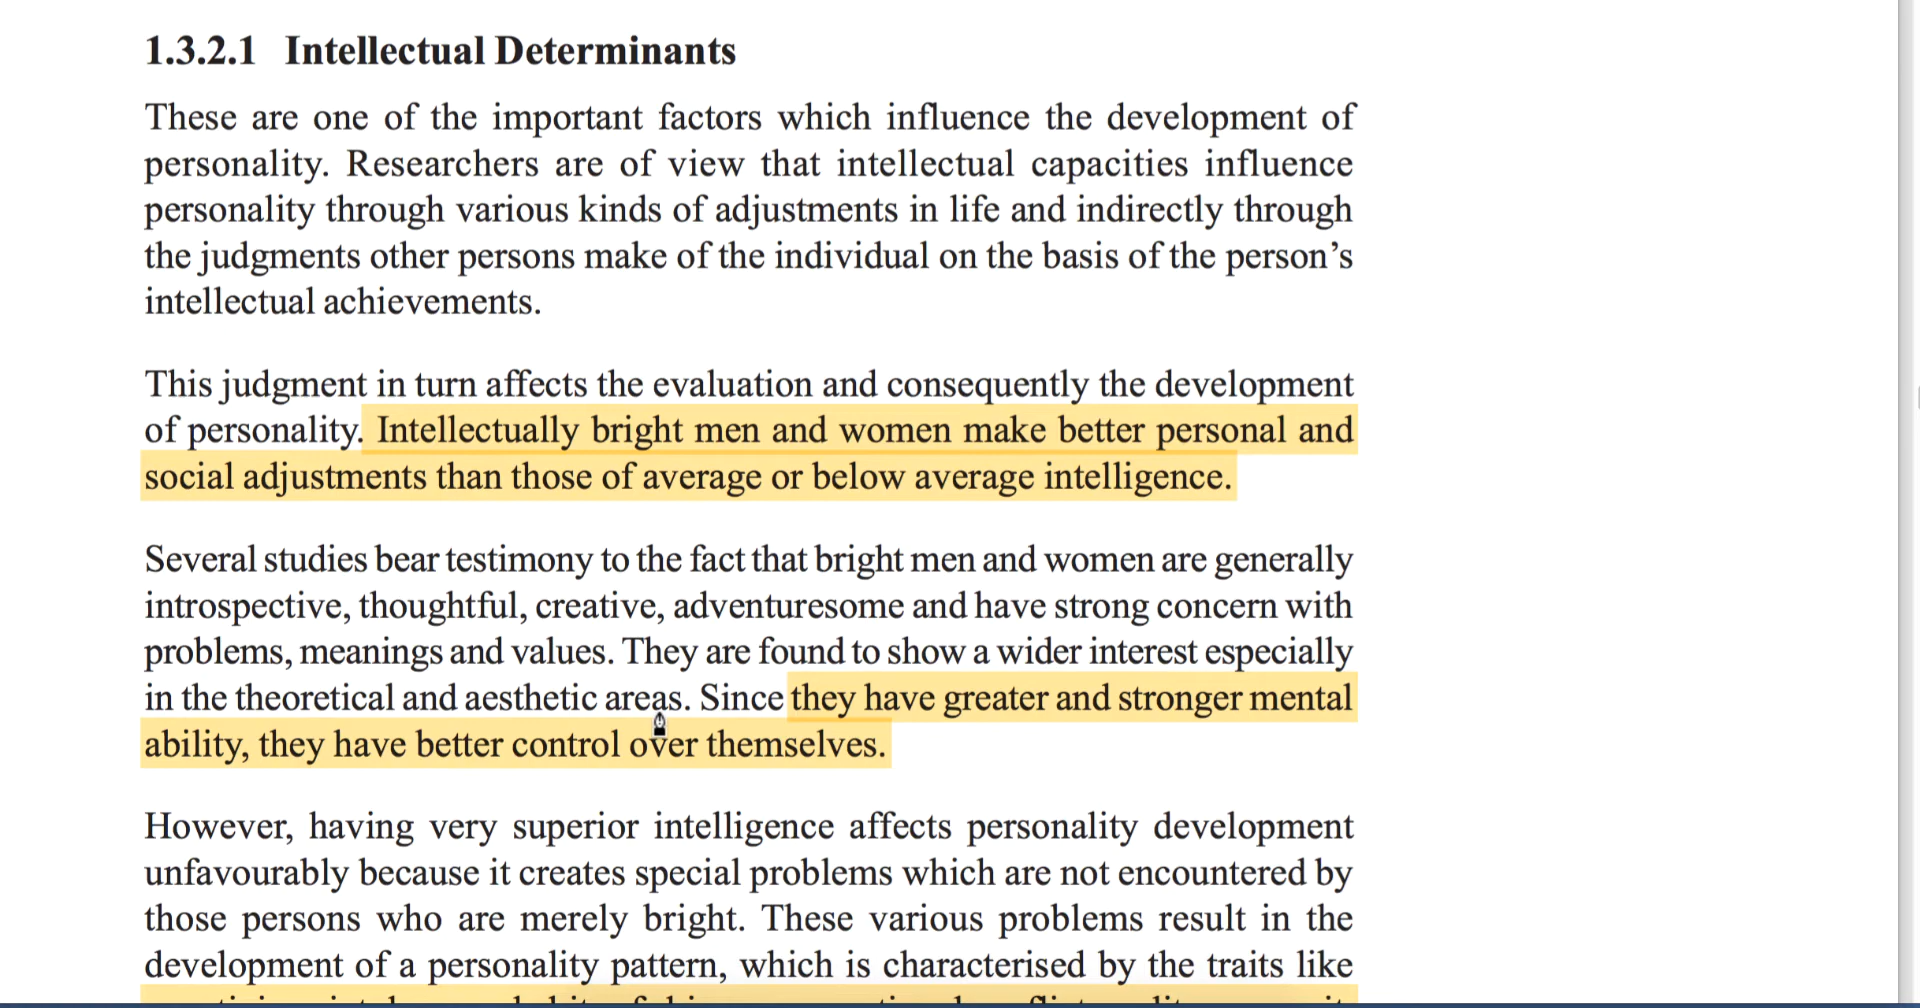 1.3.2.1 Intellectual Determinants
These are one of the important factors which influence the development of
personality. Researchers are of view that intellectual capacities influence
personality through various kinds of adjustments in life and indirectly through
the judgments other persons make of the individual on the basis of the person’s
intellectual achievements.
This judgment in turn affects the evaluation and consequently the development
of personality. Intellectually bright men and women make better personal and
social adjustments than those of average or below average intelligence.
Several studies bear testimony to the fact that bright men and women are generally
introspective, thoughtful, creative, adventuresome and have strong concern with
problems, meanings and values. They are found to show a wider interest especially
in the theoretical and aesthetic areas. Since they have greater and stronger mental
ability, they have better control over themselves.
However, having very superior intelligence affects personality development
unfavourably because it creates special problems which are not encountered by
those persons who are merely bright. These various problems result in the
development of a personality pattern, which is characterised by the traits like